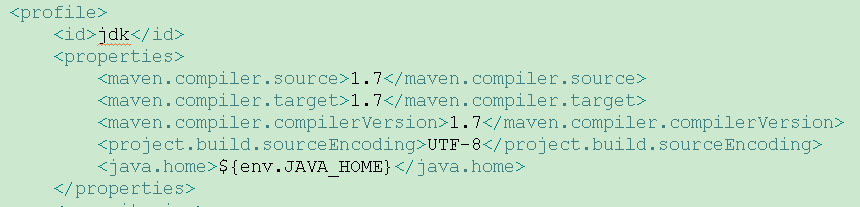 <profile>
<id>jdk</id>
<properties>
<maven.compiler.source>1.7</maven.compiler.source>
<maven.compiler.target>1.7</maven.compiler.target>
<maven.compiler.compilerVersion>1.7</maven.compiler.compilerVersion>
<project.build.sourceEncoding>UTF-8</project.build.sourceEncoding>
<java.home>${env.JAVA_HOME}</java.home>
</properties>